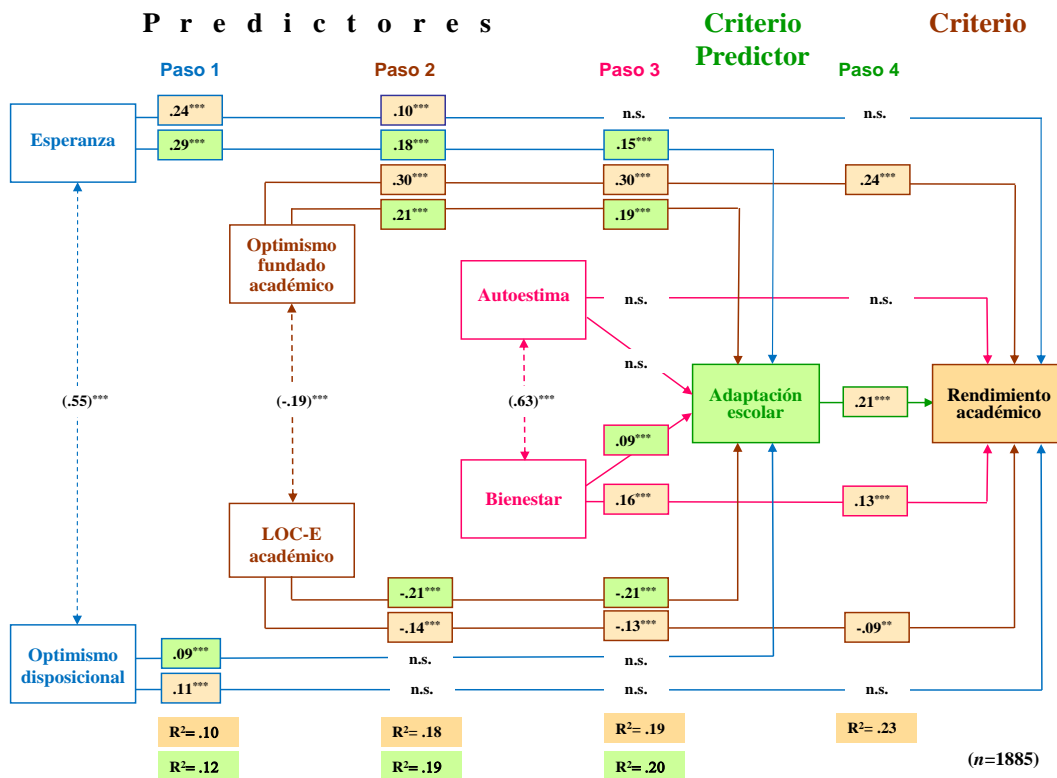 P r e d i c t o r e s
Criterio
Predictor
Criterio
Paso 1
Paso 2
Paso 3
Paso 4
.24***
.10***
n.s.
n.s.
Esperanza
.29***
.18***
.15***
.30***
.30***
.24***
.21***
.19***
Optimismo
fundado
académico
Autoestima
n.s.
n.s.
n.s.
(.55)***
(-.19)***
(.63)***
Adaptación
escolar
.21***
Rendimiento
académico
.09***
Bienestar
.16***
.13***
LOC-E
académico
-.21***
-.21***
-.14***
-.13***
-.09**
Optimismo
disposicional
.09***
n.s.
n.s.
.11***
n.s.
n.s.
n.s.
R²= .10
R²= .18
R²= .19
R²= .23
R²= .12
R²= .19
R²= .20
(n=1885)